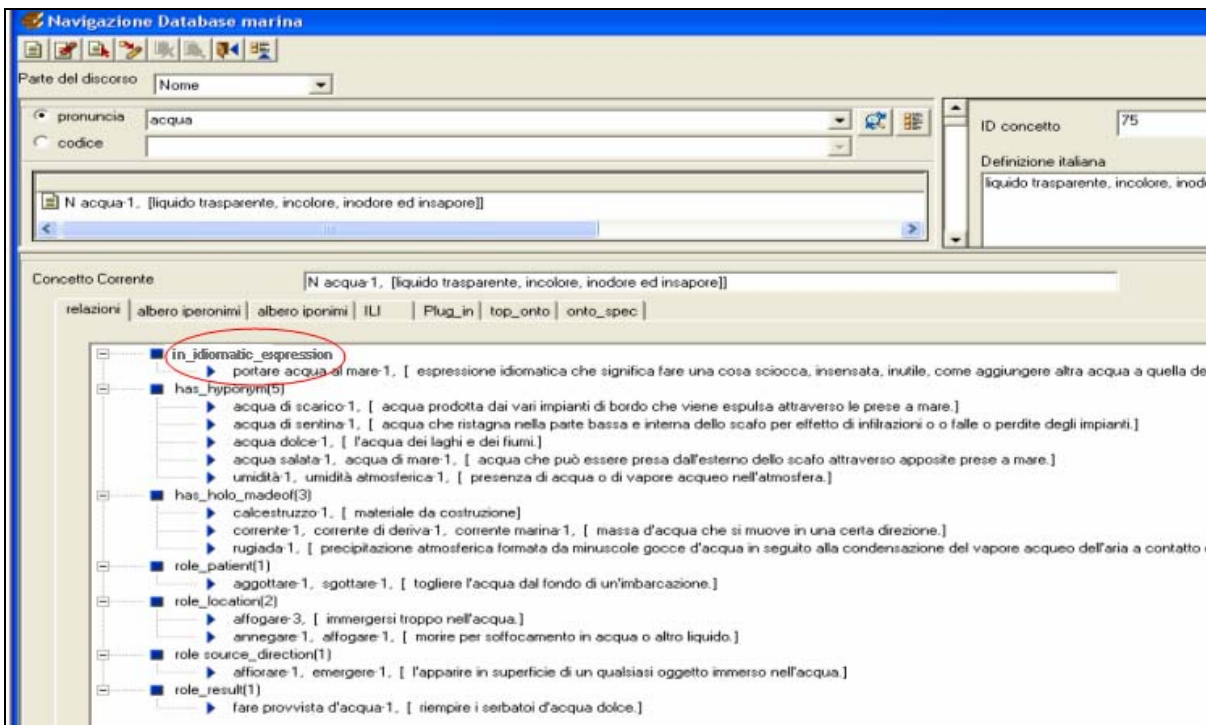 Navigazione Database marina
Parte del discorso Nome
pronuncia acqua
codice
ID concetto 75
Definizione italiana
liquido trasparente, incolore, inod
N acqua-1, [liquido trasparente, incolore, inodore ed insapore]]
Concetto Corrente N acqua-1, [liquido trasparente, incolore, inodore ed insapore]]
relazioni albero iperonimi albero iponimi ILI Plug_in top_onto onto_spec
in_idiomatic_expression
portare acqua al mare-1, [ espressione idiomatica che significa fare una cosa sciocca, insensata, inutile, come aggiungere altra acqua a quella de
has_hyponym(5)
acqua di scarico-1, [ acqua prodotta dai vari impianti di bordo che viene espulsa attraverso le prese a mare.]
acqua di sentina-1, [ acqua che ristagna nella parte bassa e interna dello scafo per effetto di infiltrazioni o o falle o perdite degli impianti.]
acqua dolce-1, [ l'acqua dei laghi e dei fiumi.]
acqua salata-1, acqua di mare-1, [ acqua che può essere presa dall'esterno dello scafo attraverso apposite prese a mare.]
umidità-1, umidità atmosferica-1, [ presenza di acqua o di vapore acqueo nell'atmosfera.]
has_holo_madeof(3)
calcestruzzo-1, [ materiale da costruzione]
corrente-1, corrente di deriva-1, corrente marina-1, [ massa d'acqua che si muove in una certa direzione.]
rugiada-1, [ precipitazione atmosferica formata da minuscole gocce d'acqua in seguito alla condensazione del vapore acqueo dell'aria a contatto
role_patient(1)
aggottare-1, sgottare-1, [ togliere l'acqua dal fondo di un'imbarcazione.]
role_location(2)
affogare-3, [ immergersi troppo nell'acqua.]
annegare-1, affogare-1, [ morire per soffocamento in acqua o altro liquido.]
role source_direction(1)
affiorare-1, emergere-1, [ l'apparire in superficie di un qualsiasi oggetto immerso nell'acqua.]
role_result(1)
fare provvista d'acqua-1, [ riempire i serbatoi d'acqua dolce.]